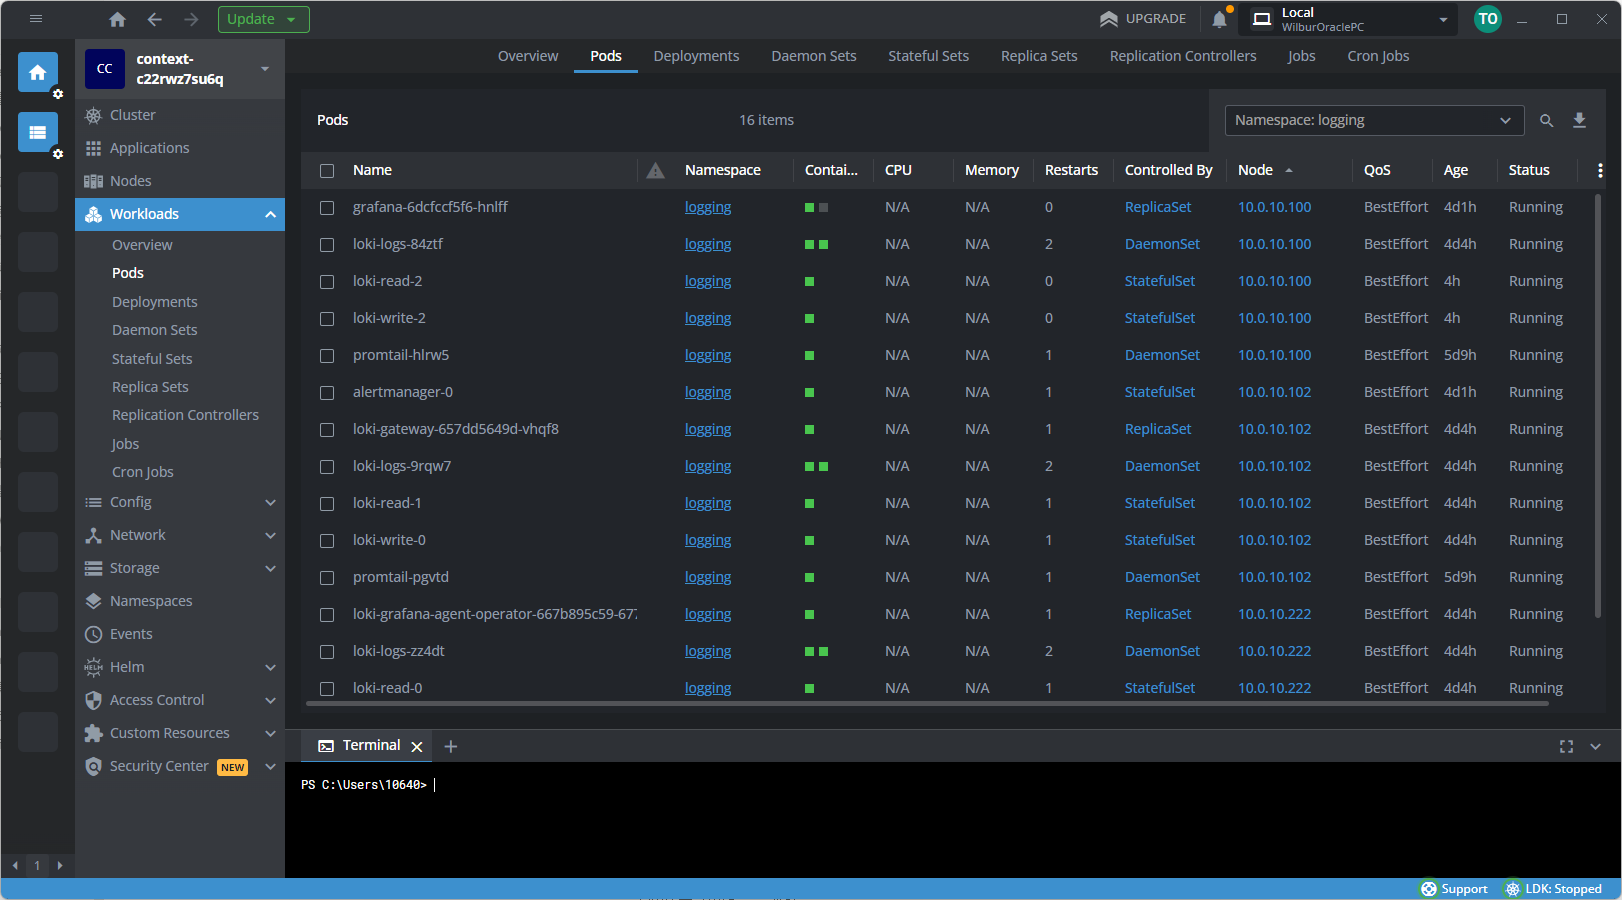 Update
UPGRADE
Local
WilburOraclePC
TO
CC
context-
c22rwz7su6q
Cluster
Applications
Nodes
Workloads
Overview
Pods
Deployments
Daemon Sets
Stateful Sets
Replica Sets
Replication Controllers
Jobs
Cron Jobs
Config
Network
Storage
Namespaces
Events
HELM Helm
Access Control
Custom Resources
Security Center NEW
1
Overview Pods Deployments Daemon Sets Stateful Sets Replica Sets Replication Controllers Jobs Cron Jobs
Pods 16 items Namespace: logging
Name Namespace Contai... CPU Memory Restarts Controlled By Node QoS Age Status
grafana-6dcfccf5f6-hnlff logging N/A N/A 0 ReplicaSet 10.0.10.100 BestEffort 4d1h Running
loki-logs-84ztf logging N/A N/A 2 DaemonSet 10.0.10.100 BestEffort 4d4h Running
loki-read-2 logging N/A N/A 0 StatefulSet 10.0.10.100 BestEffort 4h Running
loki-write-2 logging N/A N/A 0 StatefulSet 10.0.10.100 BestEffort 4h Running
promtail-hlrw5 logging N/A N/A 1 DaemonSet 10.0.10.100 BestEffort 5d9h Running
alertmanager-0 logging N/A N/A 1 StatefulSet 10.0.10.102 BestEffort 4d1h Running
loki-gateway-657dd5649d-vhqf8 logging N/A N/A 1 ReplicaSet 10.0.10.102 BestEffort 4d4h Running
loki-logs-9rqw7 logging N/A N/A 2 DaemonSet 10.0.10.102 BestEffort 4d4h Running
loki-read-1 logging N/A N/A 1 StatefulSet 10.0.10.102 BestEffort 4d4h Running
loki-write-0 logging N/A N/A 1 StatefulSet 10.0.10.102 BestEffort 4d4h Running
promtail-pgvtd logging N/A N/A 1 DaemonSet 10.0.10.102 BestEffort 5d9h Running
loki-grafana-agent-operator-667b895c59-677 logging N/A N/A 1 ReplicaSet 10.0.10.222 BestEffort 4d4h Running
loki-logs-zz4dt logging N/A N/A 2 DaemonSet 10.0.10.222 BestEffort 4d4h Running
loki-read-0 logging N/A N/A 1 StatefulSet 10.0.10.222 BestEffort 4d4h Running
Terminal
PS C:\Users\10640>
Support LDK: Stopped